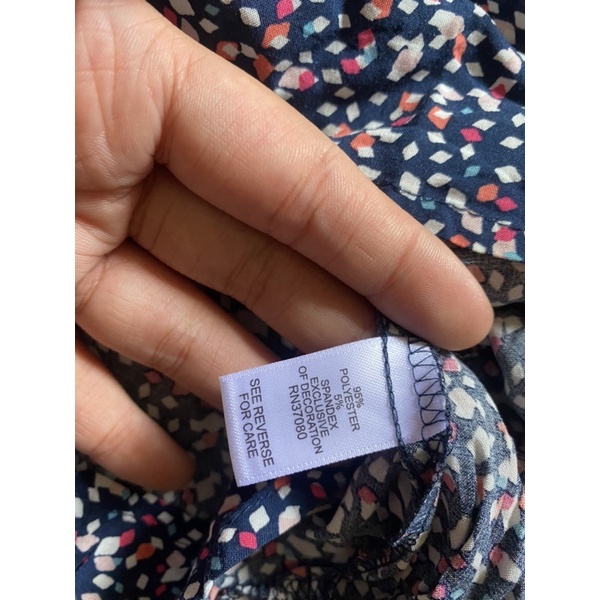 95%
POLYESTER
5%
SPANDEX
EXCLUSIVE
OF DECORATION
RN37080
SEE REVERSE
FOR CARE